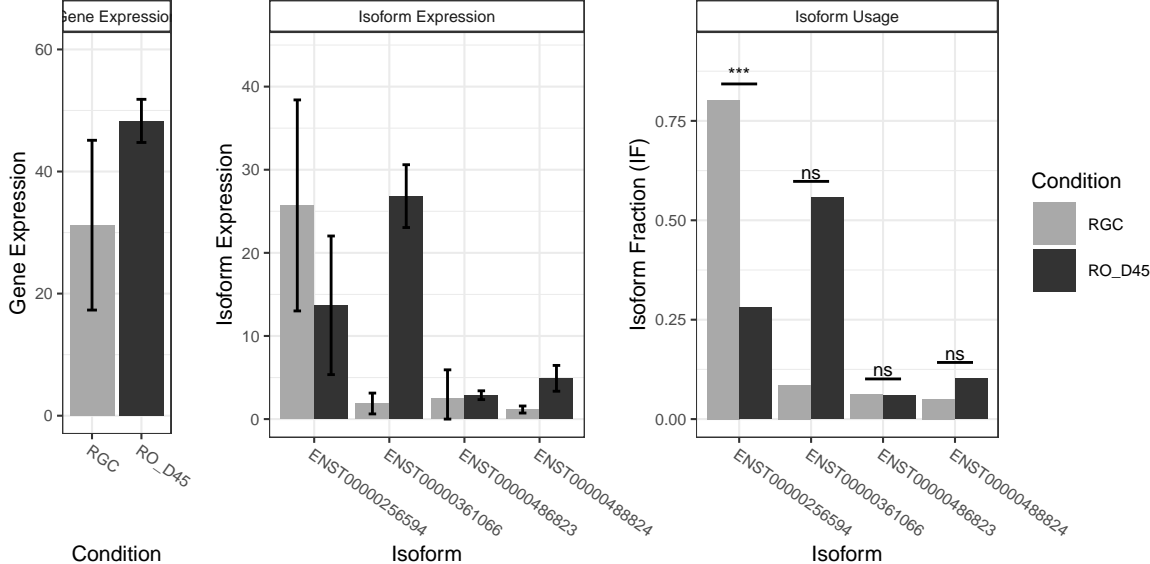 Gene Expression
Isoform Expression
Isoform Usage
Gene Expression
60
40
20
0
RGC
RO_D45
Condition
Isoform Expression
40
30
20
10
0
ENST00000256594
ENST00000361066
ENST00000486823
ENST00000488824
Isoform
Isoform Fraction (IF)
0.75
0.50
0.25
0.00
***
ns
ns
ns
ENST00000256594
ENST00000361066
ENST00000486823
ENST00000488824
Isoform
Condition
RGC
RO_D45